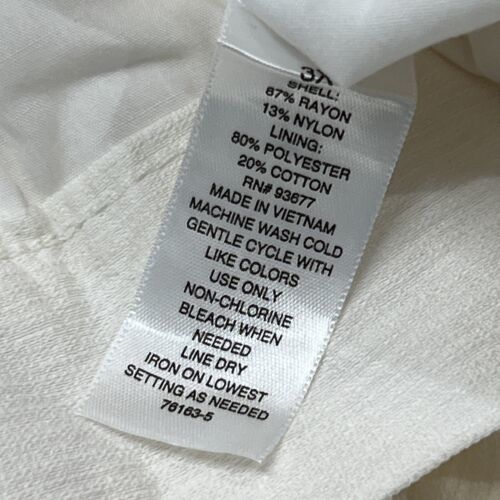 3X
SHELL:
87% RAYON
13% NYLON
LINING:
80% POLYESTER
20% COTTON
RN# 93677
MADE IN VIETNAM
MACHINE WASH COLD
GENTLE CYCLE WITH
LIKE COLORS
USE ONLY
NON-CHLORINE
BLEACH WHEN
NEEDED
LINE DRY
IRON ON LOWEST
SETTING AS NEEDED
76163-5